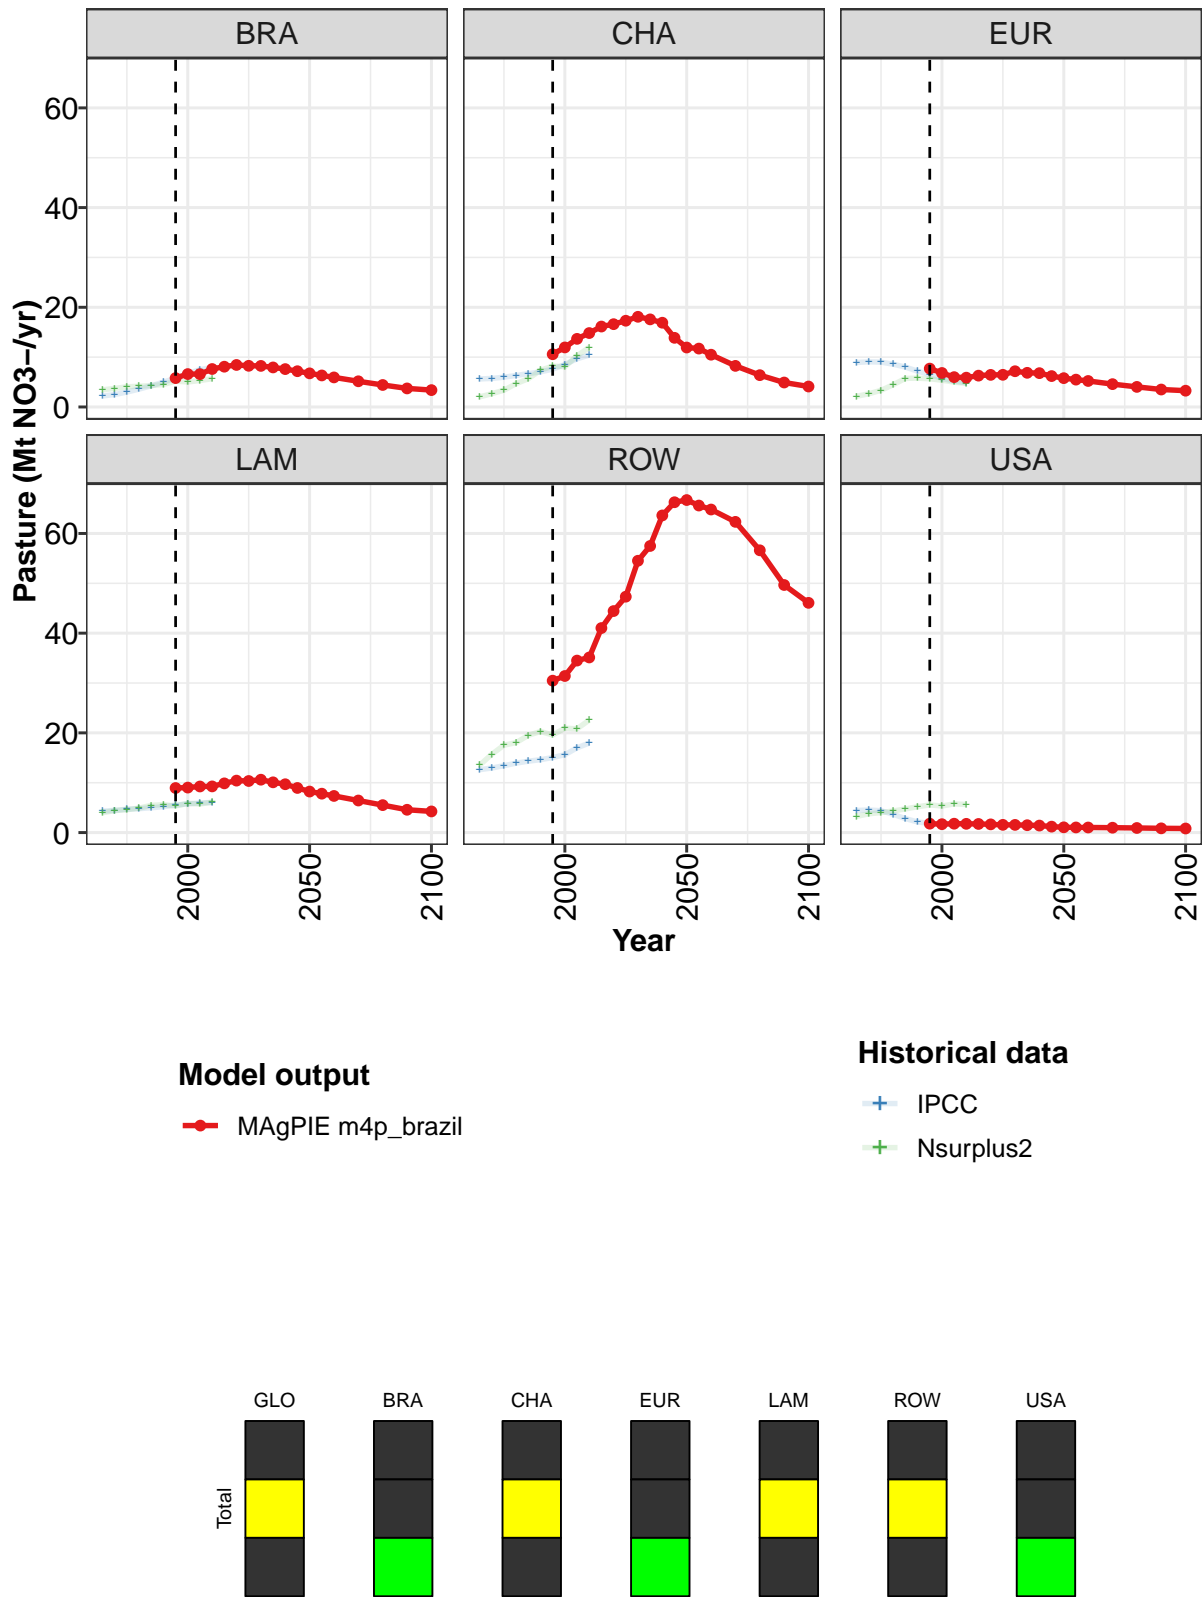 BRA CHA EUR
60
40
20
0
LAM ROW USA
60
40
20
0
Pasture (Mt NO3−/yr)
2000 2050 2100 2000 2050 2100 2000 2050 2100
Year
Model output
MAgPIE m4p_brazil
Historical data
IPCC
Nsurplus2
GLO BRA CHA EUR LAM ROW USA
Total